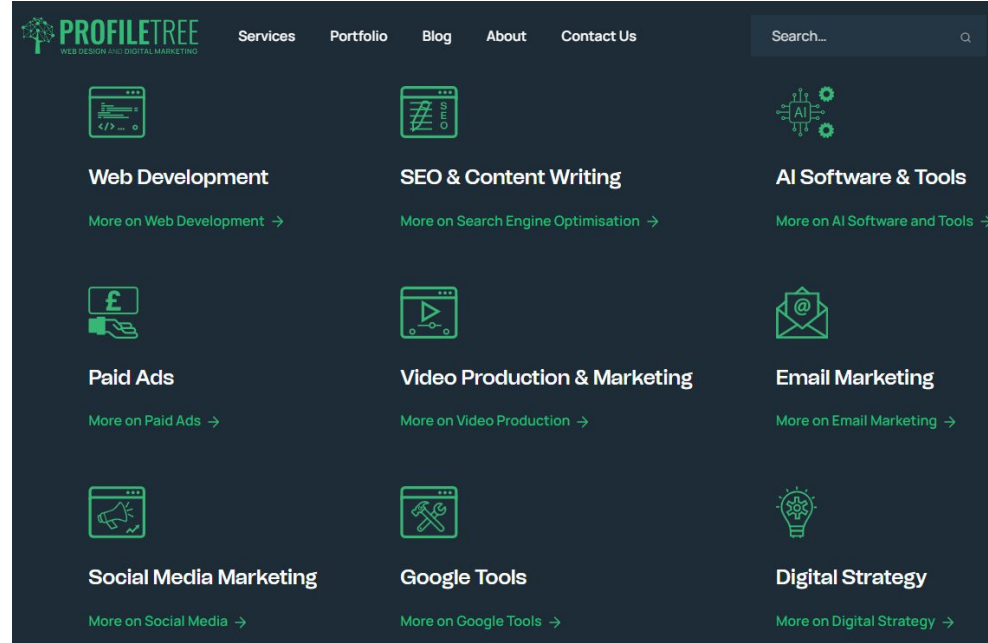 PROFILETREE
WEB DESIGN AND DIGITAL MARKETING
Services Portfolio Blog About Contact Us Search...
</> ...
SEO
AI
Web Development SEO & Content Writing AI Software & Tools
More on Web Development → More on Search Engine Optimisation → More on AI Software and Tools →
£
@
Paid Ads Video Production & Marketing Email Marketing
More on Paid Ads → More on Video Production → More on Email Marketing →
Social Media Marketing Google Tools Digital Strategy
More on Social Media → More on Google Tools → More on Digital Strategy →